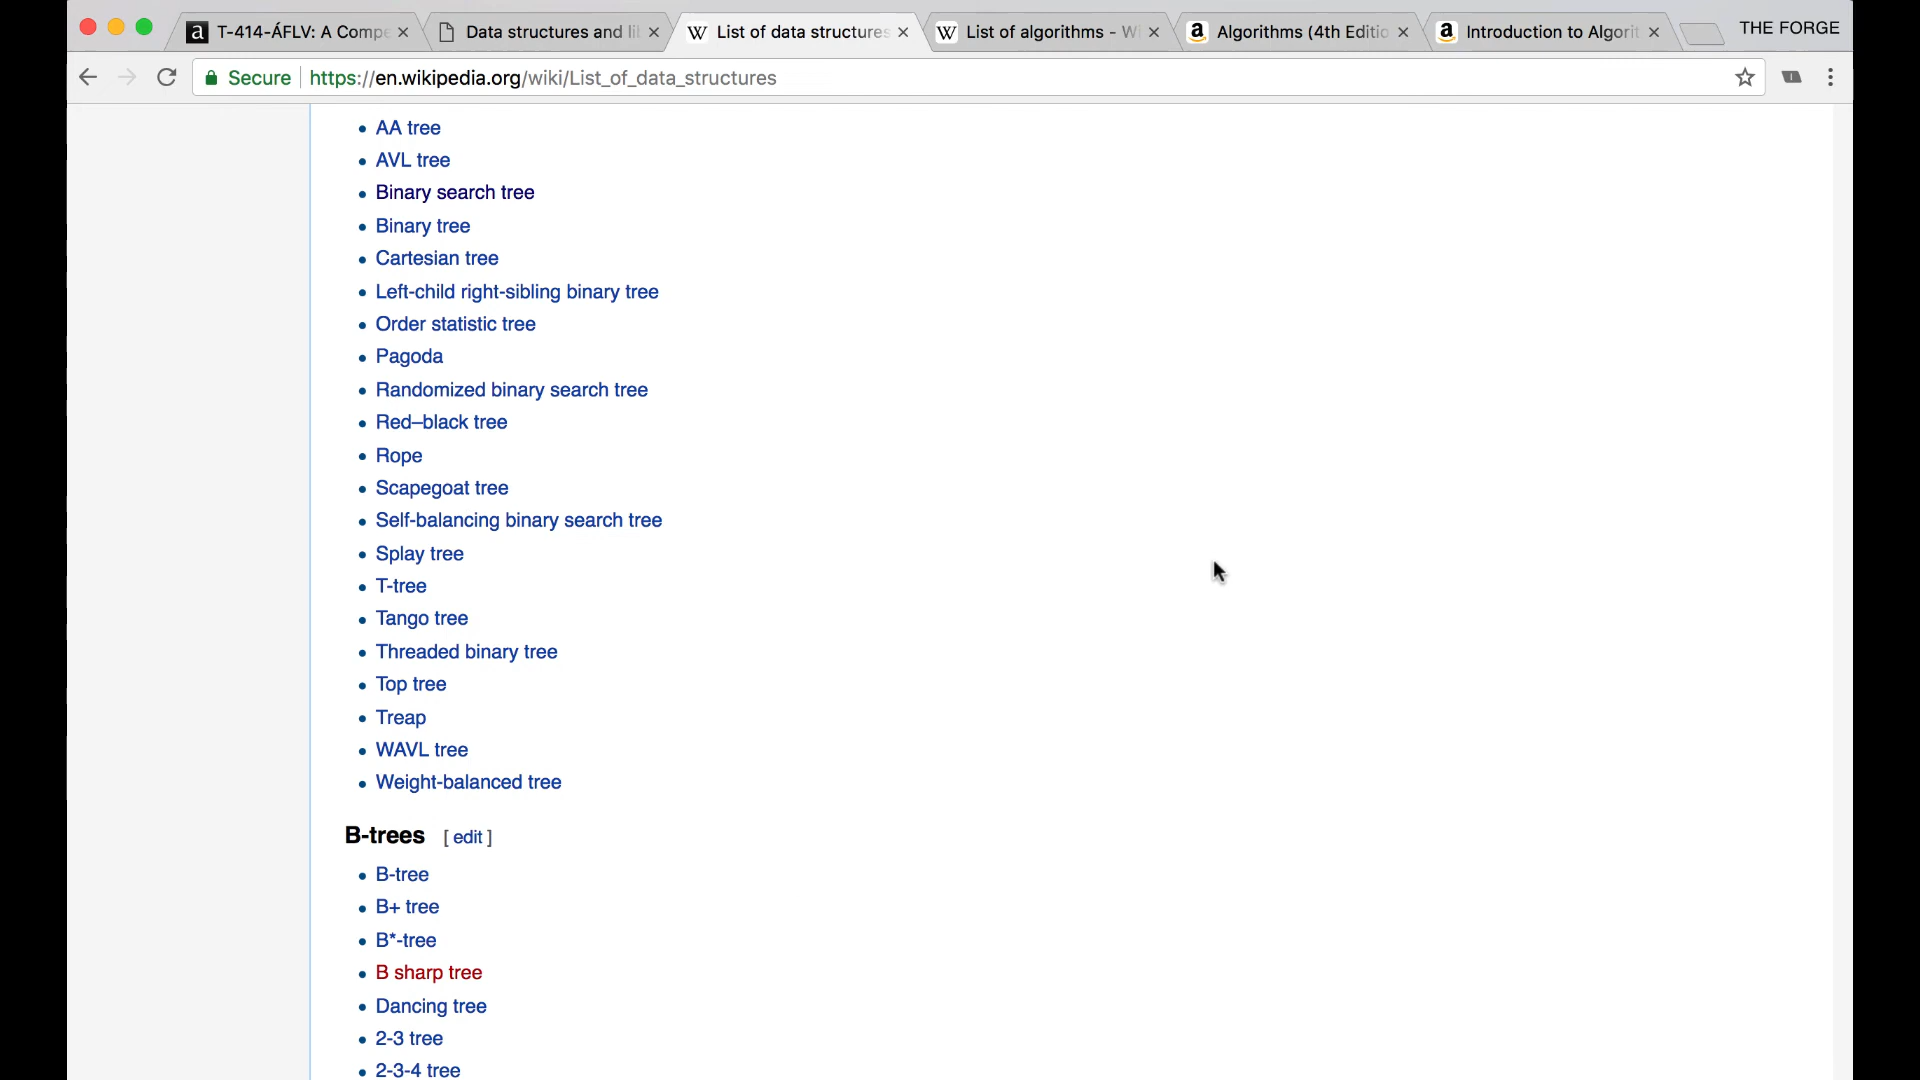 T-414-ÁFLV: A Compe
Data structures and li
List of data structures
List of algorithms - Wi
Algorithms (4th Editio
Introduction to Algorit
THE FORGE
Secure https://en.wikipedia.org/wiki/List_of_data_structures
AA tree
AVL tree
Binary search tree
Binary tree
Cartesian tree
Left-child right-sibling binary tree
Order statistic tree
Pagoda
Randomized binary search tree
Red–black tree
Rope
Scapegoat tree
Self-balancing binary search tree
Splay tree
T-tree
Tango tree
Threaded binary tree
Top tree
Treap
WAVL tree
Weight-balanced tree
B-trees [ edit ]
B-tree
B+ tree
B*-tree
B sharp tree
Dancing tree
2-3 tree
2-3-4 tree